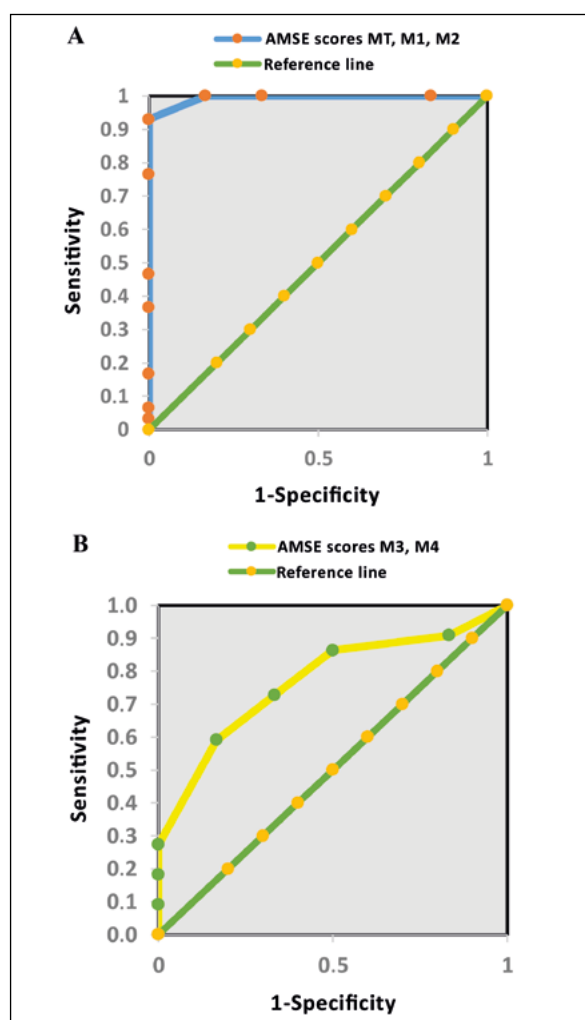 A
AMSE scores MT, M1, M2
Reference line
1
0.9
0.8
0.7
0.6
0.5
0.4
0.3
0.2
0.1
0
Sensitivity
0 0.5 1
1-Specificity
B
AMSE scores M3, M4
Reference line
1.0
0.9
0.8
0.7
0.6
0.5
0.4
0.3
0.2
0.1
0.0
Sensitivity
0 0.5 1
1-Specificity